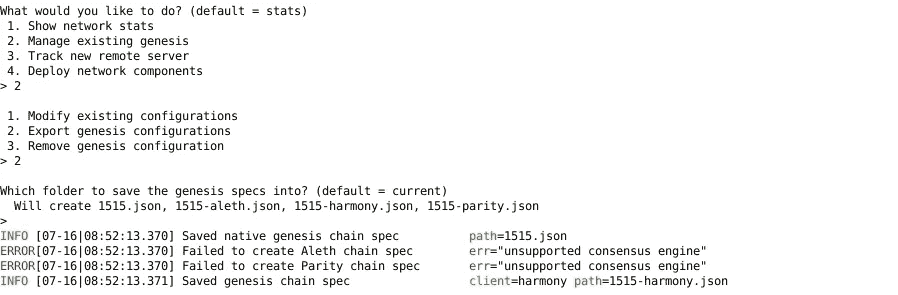 What would you like to do? (default = stats)
 1. Show network stats
 2. Manage existing genesis
 3. Track new remote server
 4. Deploy network components
> 2
 1. Modify existing configurations
 2. Export genesis configurations
 3. Remove genesis configuration
> 2
Which folder to save the genesis specs into? (default = current)
  Will create 1515.json, 1515-aleth.json, 1515-harmony.json, 1515-parity.json
>
INFO [07-16|08:52:13.370] Saved native genesis chain spec          path=1515.json
ERROR[07-16|08:52:13.370] Failed to create Aleth chain spec        err="unsupported consensus engine"
ERROR[07-16|08:52:13.370] Failed to create Parity chain spec       err="unsupported consensus engine"
INFO [07-16|08:52:13.371] Saved genesis chain spec                 client=harmony path=1515-harmony.json